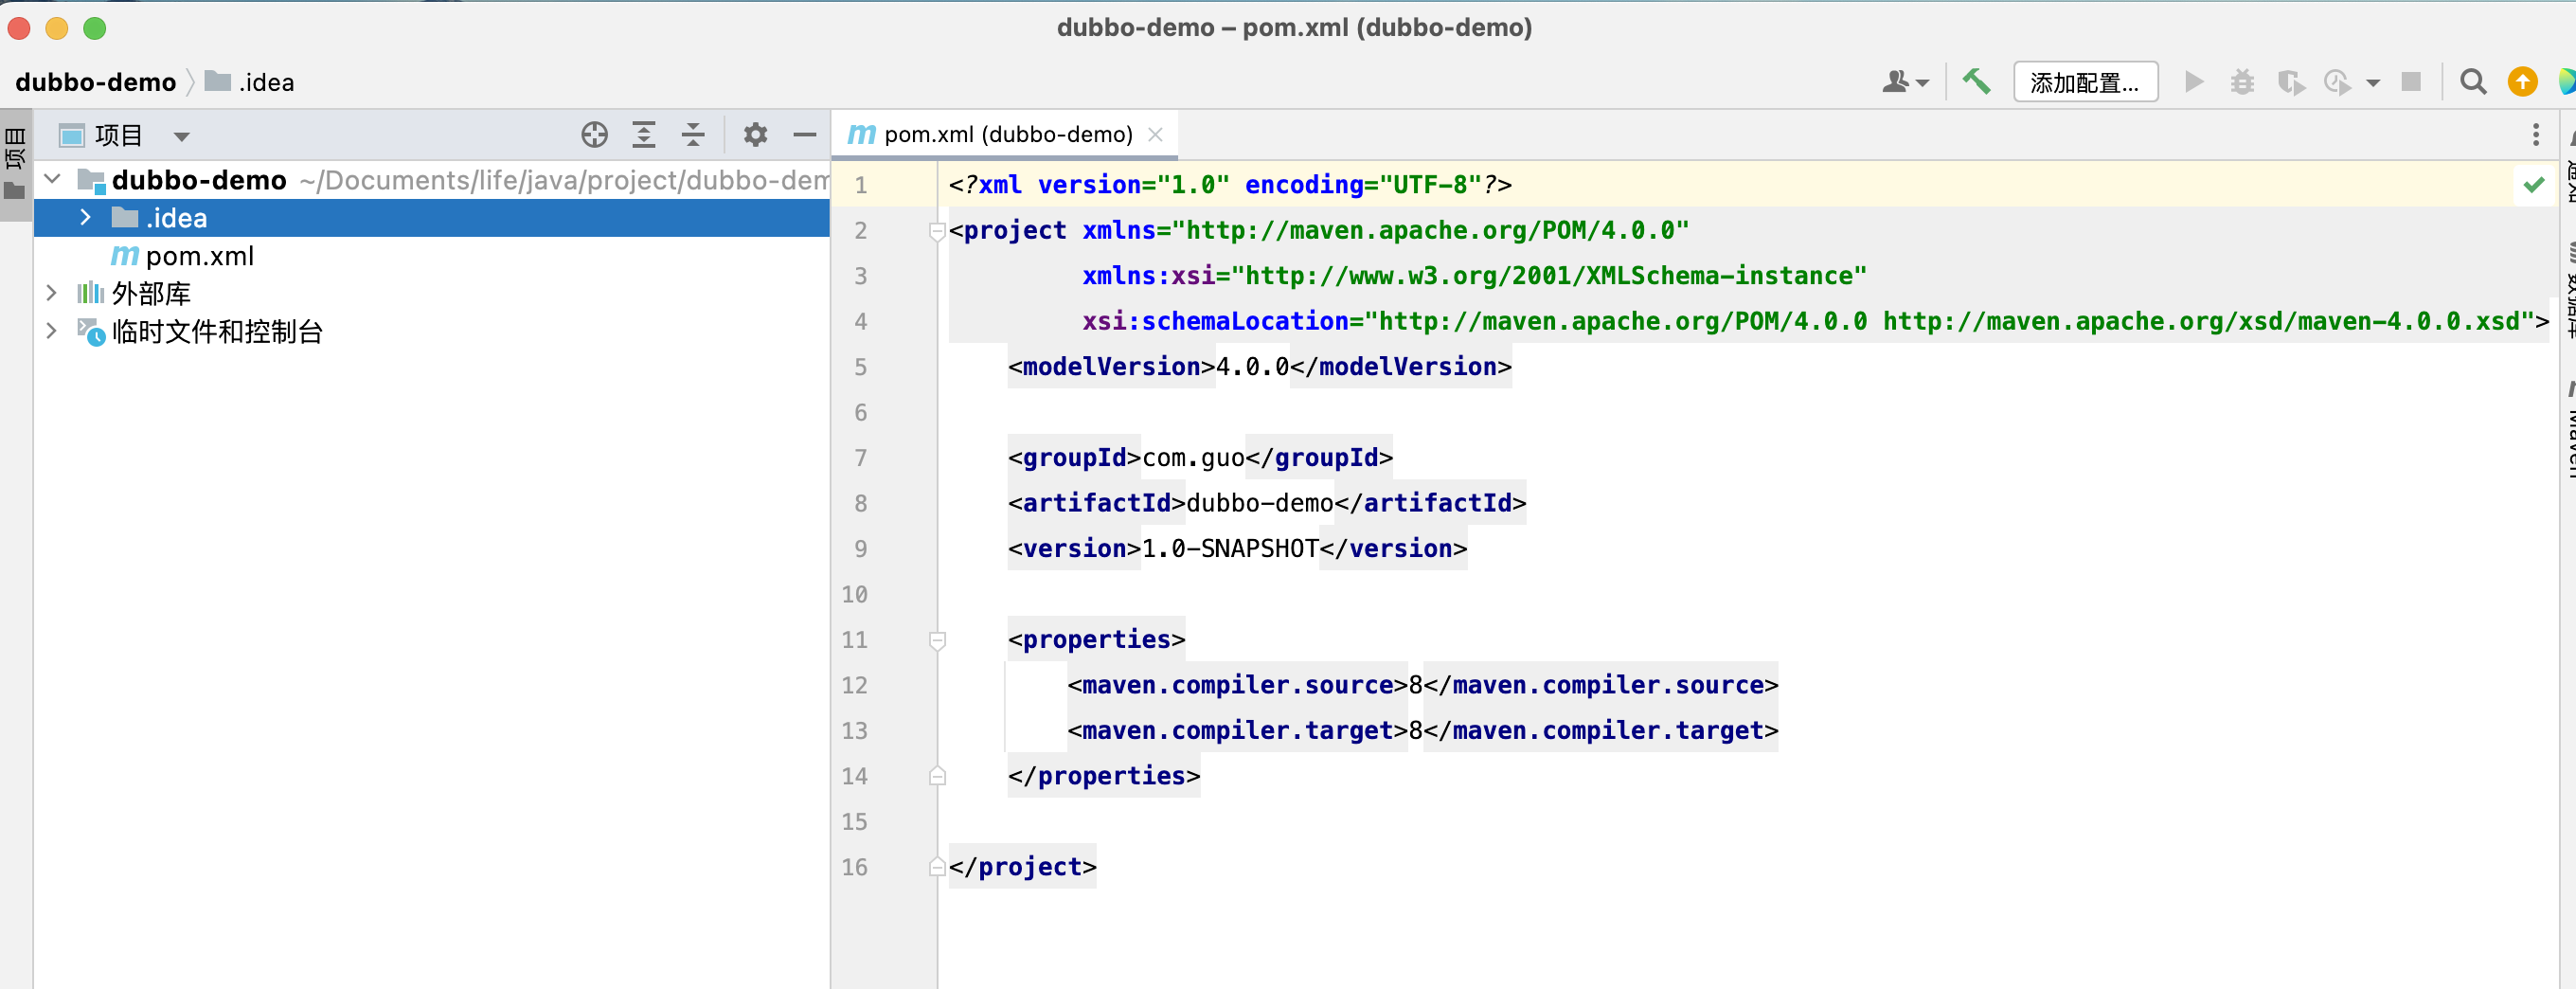 dubbo-demo – pom.xml (dubbo-demo)
dubbo-demo
.idea
添加配置...
项目
项目
pom.xml (dubbo-demo)
dubbo-demo ~/Documents/life/java/project/dubbo-dem
.idea
pom.xml
外部库
临时文件和控制台
1 <?xml version="1.0" encoding="UTF-8"?>
2 <project xmlns="http://maven.apache.org/POM/4.0.0"
3 xmlns:xsi="http://www.w3.org/2001/XMLSchema-instance"
4 xsi:schemaLocation="http://maven.apache.org/POM/4.0.0 http://maven.apache.org/xsd/maven-4.0.0.xsd">
5 <modelVersion>4.0.0</modelVersion>
6
7 <groupId>com.guo</groupId>
8 <artifactId>dubbo-demo</artifactId>
9 <version>1.0-SNAPSHOT</version>
10
11 <properties>
12 <maven.compiler.source>8</maven.compiler.source>
13 <maven.compiler.target>8</maven.compiler.target>
14 </properties>
15
16 </project>
数据库
Maven